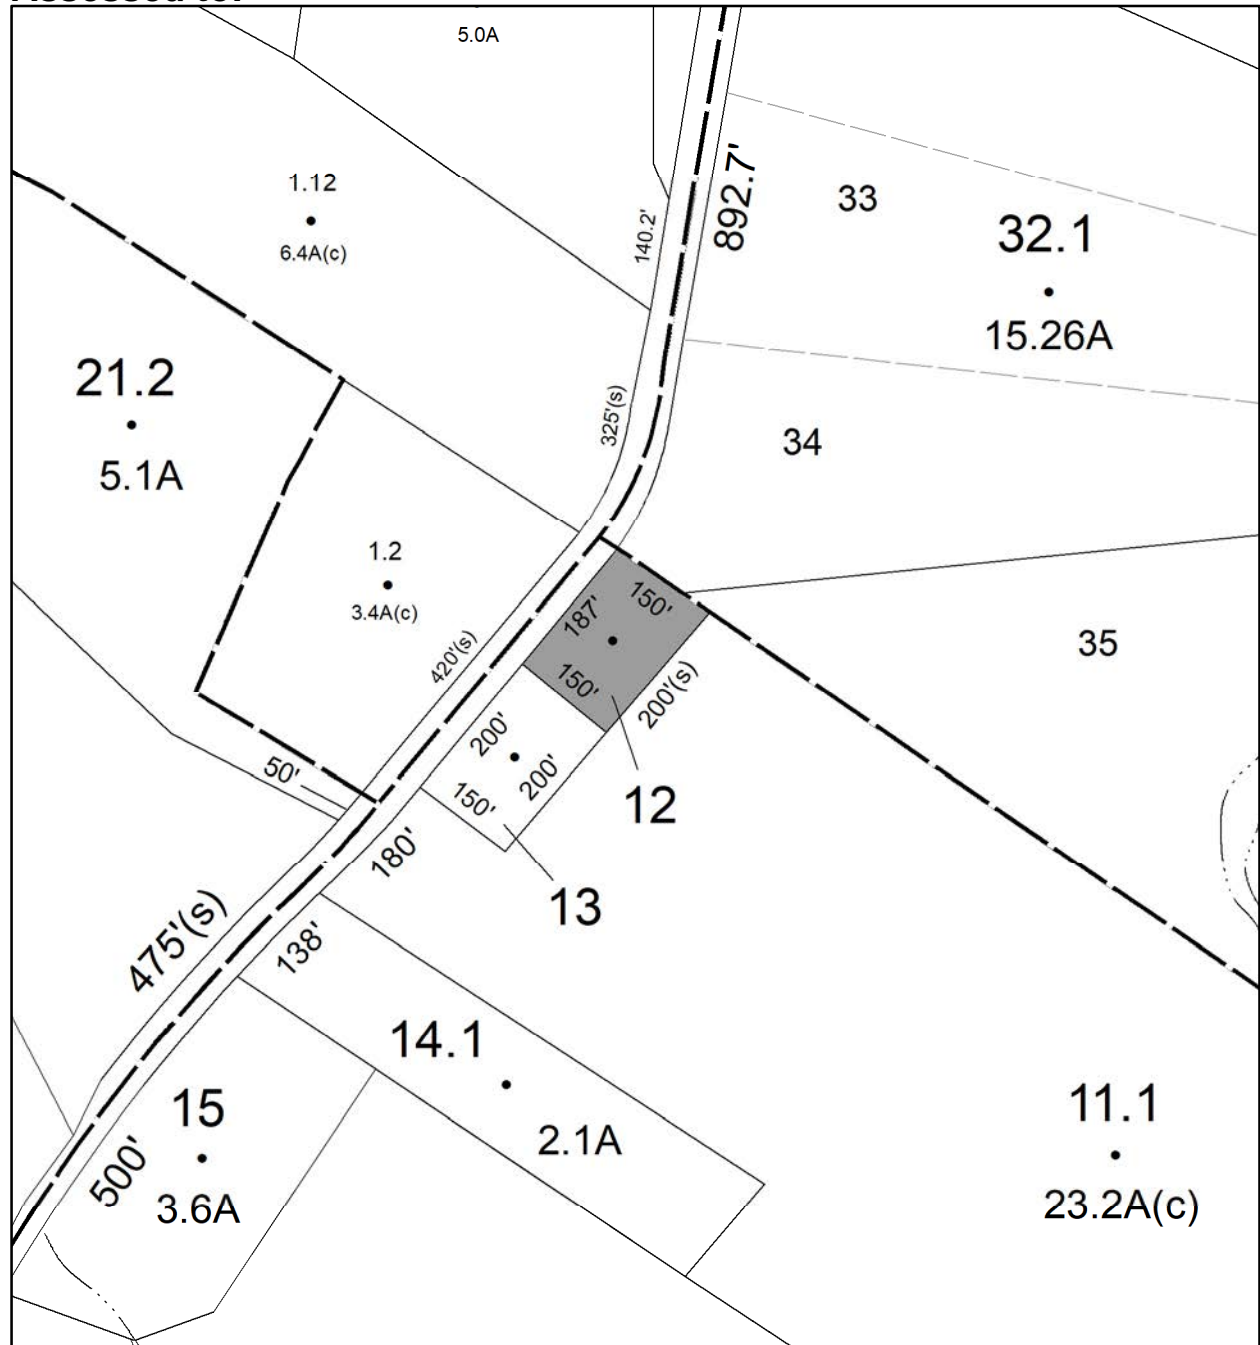 Assessed to:
5.0A
1.12
6.4A(c)
140.2'
892.7'
33
32.1
15.26A
21.2
5.1A
325'(s)
34
1.2
3.4A(c)
420'(s)
187'
150'
150'
200'(s)
35
50'
200'
200'
150'
12
180'
13
475'(s)
138'
14.1
2.1A
15
3.6A
500'
11.1
23.2A(c)